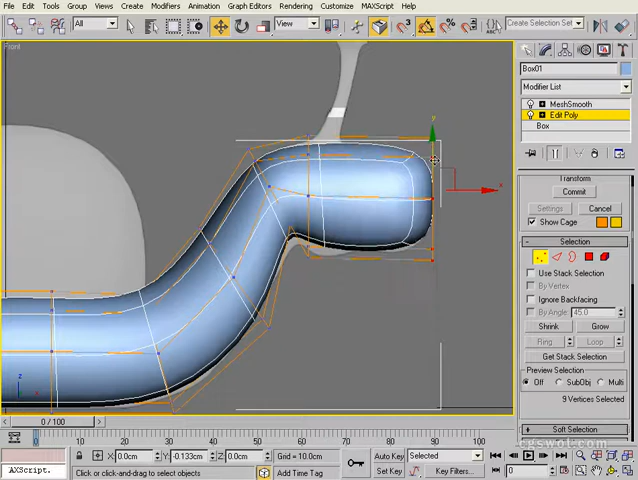 File Edit Tools Group Views Create Modifiers Animation Graph Editors Rendering Customize MAXScript Help
All View Create Selection Set
Front
y
x
z
x
Box01
Modifier List
MeshSmooth
Edit Poly
Box
Transform
Commit
Settings Cancel
Show Cage
Selection
Use Stack Selection
By Vertex
Ignore Backfacing
By Angle: 45.0
Shrink Grow
Ring Loop
Get Stack Selection
Preview Selection
Off SubObj Multi
9 Vertices Selected
Soft Selection
0 / 100
0 10 20 30 40 50 60 70 80 90 100
X: 0.0cm Y: -0.133cm Z: 0.0cm Grid = 10.0cm Auto Key Selected
AXScript. Click or click-and-drag to select objects Add Time Tag Set Key Key Filters... 0
cgswot.com